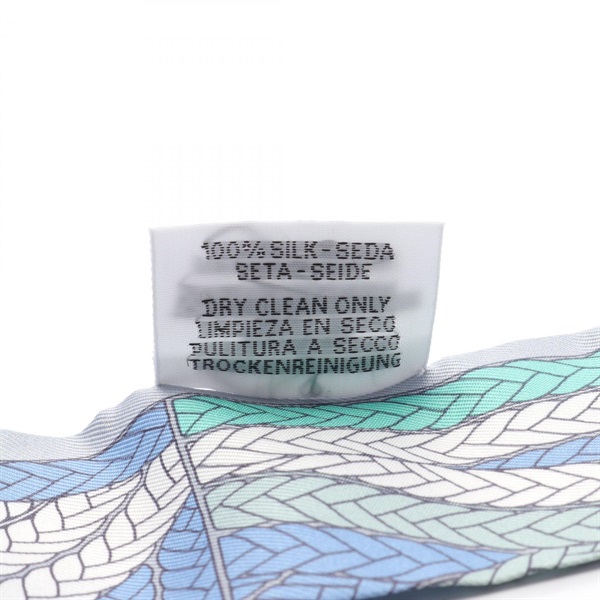 100% SILK - SEDA
SETA - SEIDE
DRY CLEAN ONLY
LIMPIEZA EN SECO
PULITURA A SECCO
TROCKENREINIGUNG